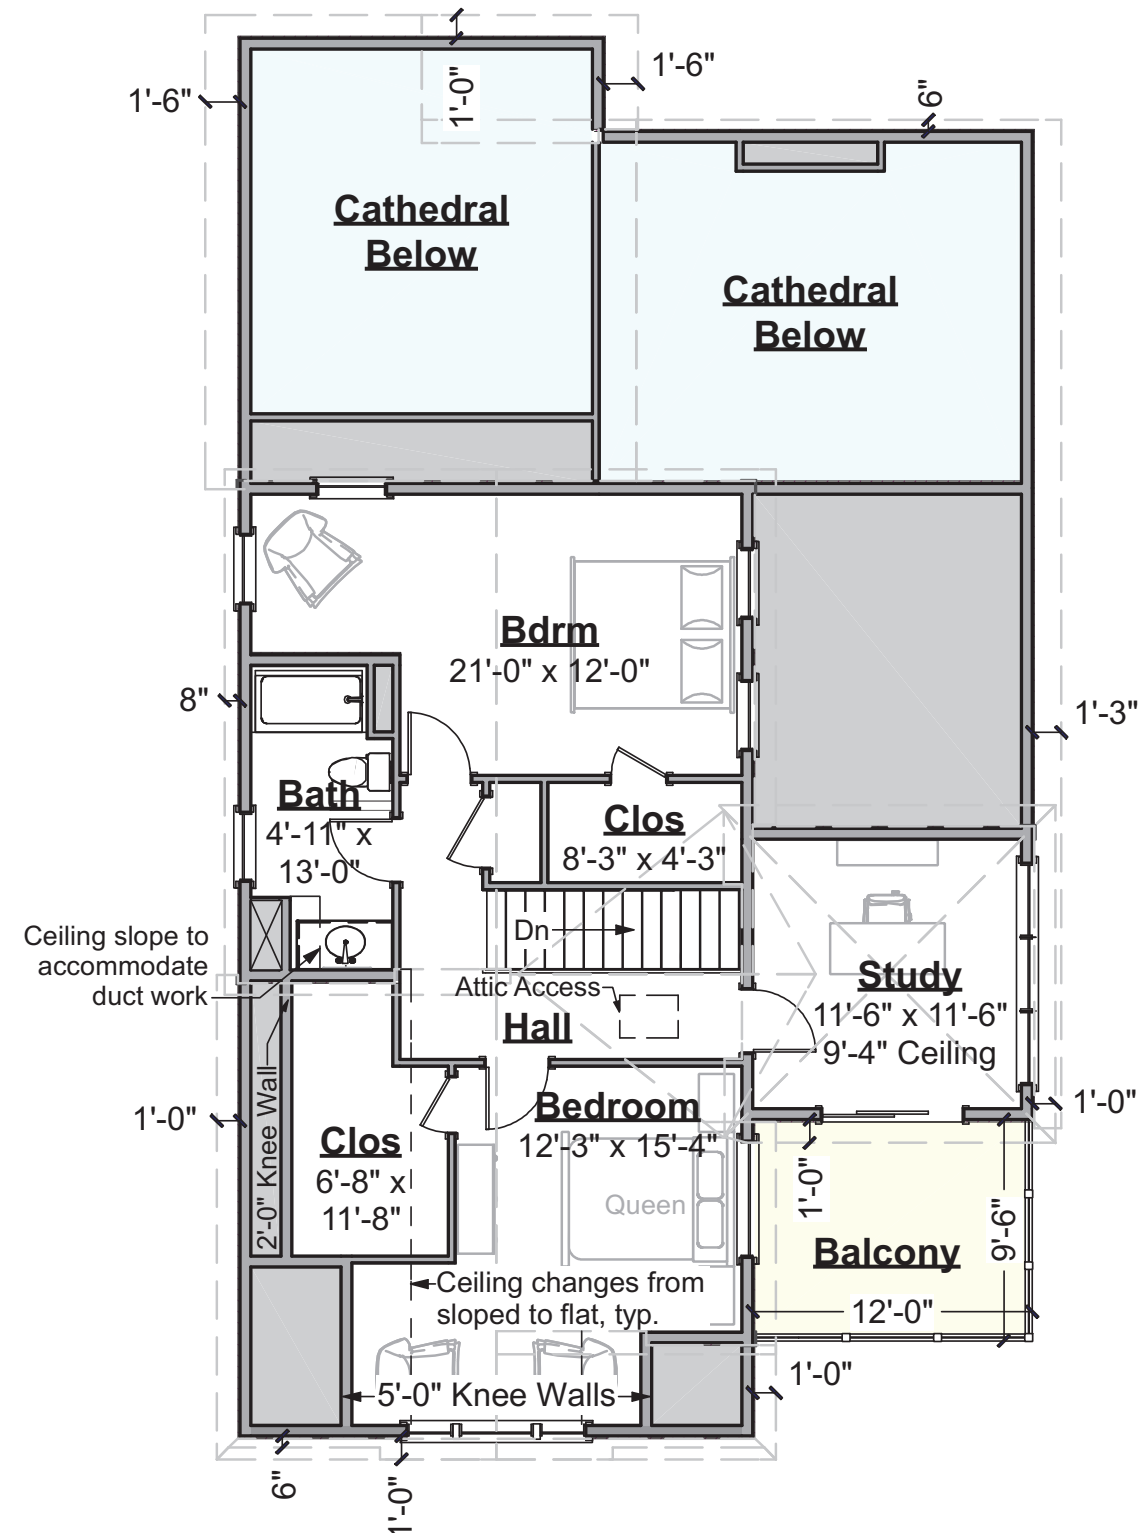 1'-6"
1'-0"
1'-6"
6"
Cathedral
Below
Cathedral
Below
Bdrm
21'-0" x 12'-0"
8"
1'-3"
Bath
4'-11" x
13'-0"
Clos
8'-3" x 4'-3"
Dn
Ceiling slope to
accommodate
duct work
Attic Access
Hall
Study
11'-6" x 11'-6"
9'-4" Ceiling
1'-0"
2'-0" Knee Wall
Clos
6'-8" x
11'-8"
Bedroom
12'-3" x 15'-4"
Queen
1'-0"
1'-0"
9'-6"
Balcony
12'-0"
Ceiling changes from
sloped to flat, typ.
1'-0"
5'-0" Knee Walls
6"
1'-0"